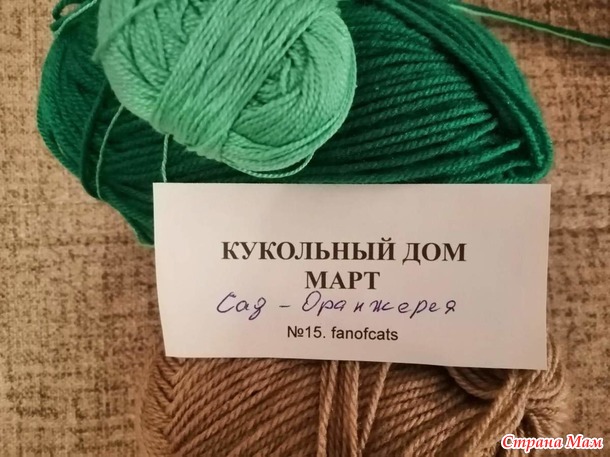 КУКОЛЬНЫЙ ДОМ
МАРТ
Сад - Оранжерея
№15. fanofcats
Страна Мам